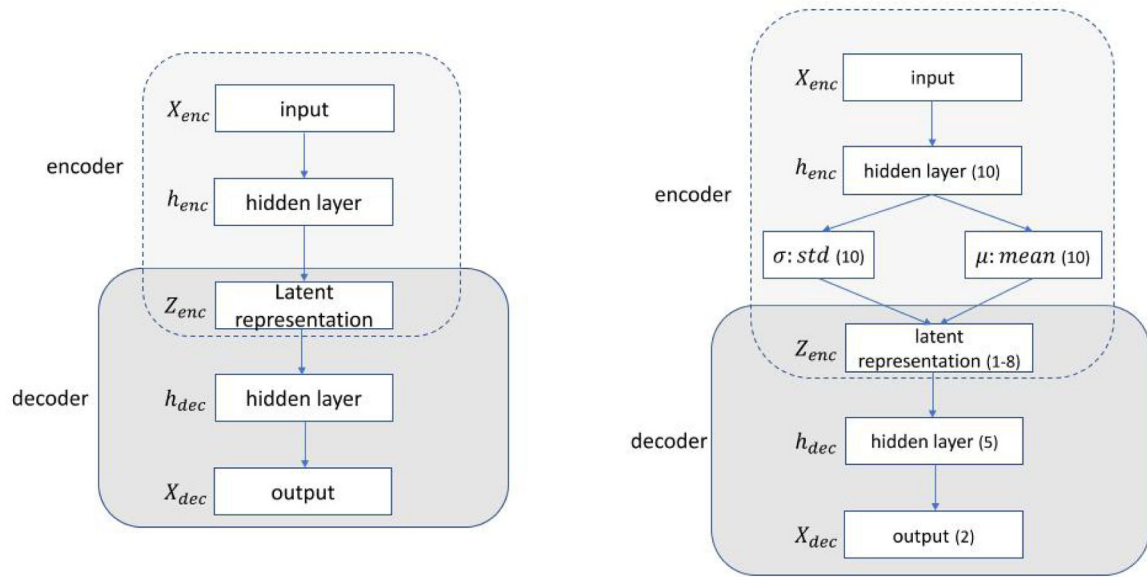 X_enc input
encoder
h_enc hidden layer
Z_enc Latent
representation
decoder
h_dec hidden layer
X_dec output
X_enc input
encoder
h_enc hidden layer (10)
σ: std (10) μ: mean (10)
Z_enc latent
representation (1-8)
decoder
h_dec hidden layer (5)
X_dec output (2)